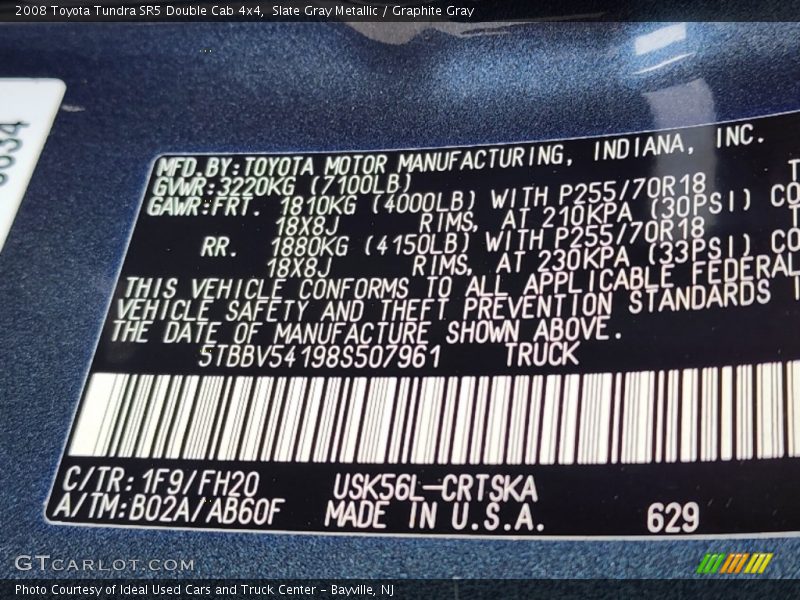 2008 Toyota Tundra SR5 Double Cab 4x4,  Slate Gray Metallic / Graphite Gray
MFD.BY:TOYOTA MOTOR MANUFACTURING, INDIANA, INC.
GVWR:3220KG (7100LB)
GAWR:FRT. 1810KG (4000LB) WITH P255/70R18
18X8J RIMS, AT 210KPA (30PSI) CO
RR. 1880KG (4150LB) WITH P255/70R18
18X8J RIMS, AT 230KPA (33PSI) CO
THIS VEHICLE CONFORMS TO ALL APPLICABLE FEDERAL
VEHICLE SAFETY AND THEFT PREVENTION STANDARDS
THE DATE OF MANUFACTURE SHOWN ABOVE.
5TBBV54198S507961 TRUCK
C/TR:1F9/FH20 USK56L-CRTSKA
A/TM:B02A/AB60F MADE IN U.S.A. 629
GTCARLOT.COM
Photo Courtesy of Ideal Used Cars and Truck Center - Bayville, NJ